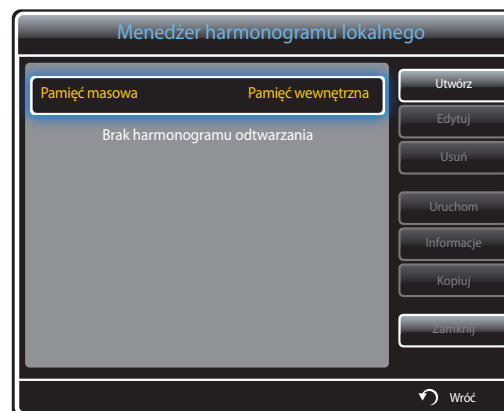 Menedżer harmonogramu lokalnego
Pamięć masowa Pamięć wewnętrzna
Brak harmonogramu odtwarzania
Utwórz
Edytuj
Usuń
Uruchom
Informacje
Kopiuj
Zamknij
Wróć